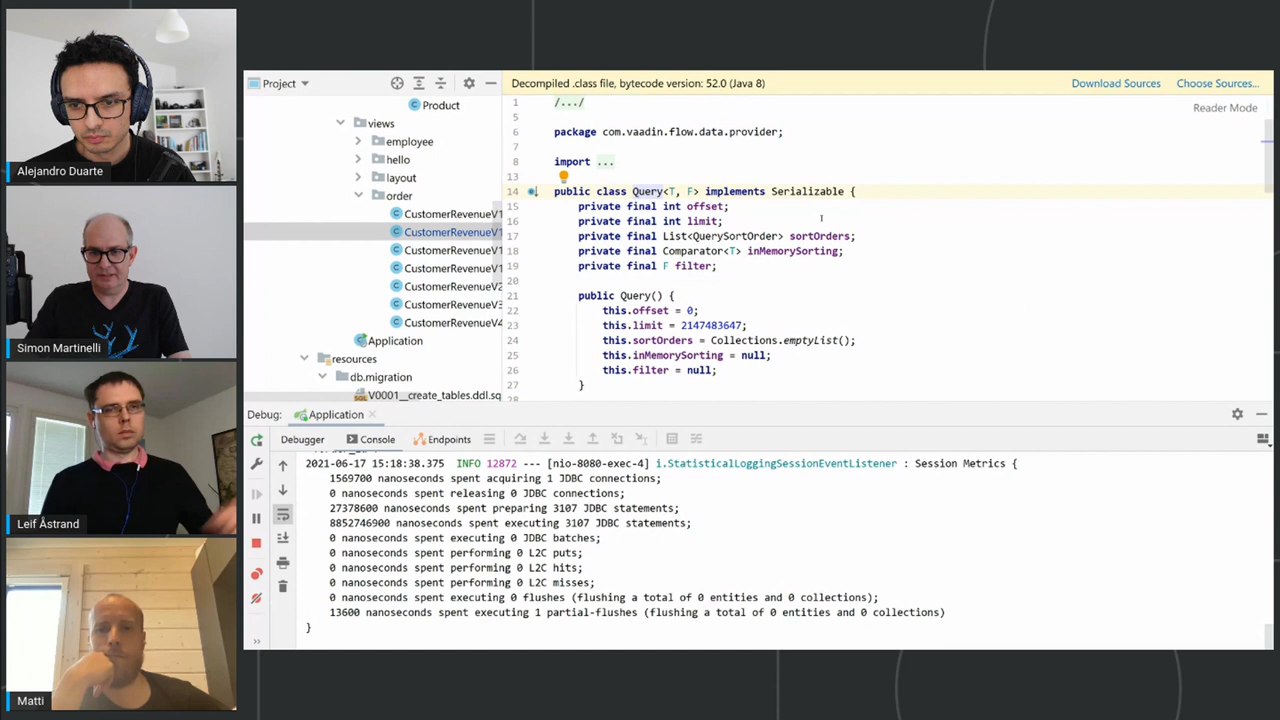 Alejandro Duarte
Simon Martinelli
Leif Åstrand
Matti
Project
Product
views
employee
hello
layout
order
CustomerRevenueV1
CustomerRevenueV1
CustomerRevenueV1
CustomerRevenueV1
CustomerRevenueV2
CustomerRevenueV3
CustomerRevenueV4
Application
resources
db.migration
V0001__create_tables.ddl.sq
Decompiled .class file, bytecode version: 52.0 (Java 8)
Download Sources
Choose Sources...
Reader Mode
1 /.../
5
6 package com.vaadin.flow.data.provider;
7
8 import ...
13
14 public class Query<T, F> implements Serializable {
15 private final int offset;
16 private final int limit;
17 private final List<QuerySortOrder> sortOrders;
18 private final Comparator<T> inMemorySorting;
19 private final F filter;
20
21 public Query() {
22 this.offset = 0;
23 this.limit = 2147483647;
24 this.sortOrders = Collections.emptyList();
25 this.inMemorySorting = null;
26 this.filter = null;
27 }
28
Debug: Application
Debugger Console Endpoints
2021-06-17 15:18:38.375 INFO 12872 --- [nio-8080-exec-4] i.StatisticalLoggingSessionEventListener : Session Metrics {
1569700 nanoseconds spent acquiring 1 JDBC connections;
0 nanoseconds spent releasing 0 JDBC connections;
27378600 nanoseconds spent preparing 3107 JDBC statements;
8852746900 nanoseconds spent executing 3107 JDBC statements;
0 nanoseconds spent executing 0 JDBC batches;
0 nanoseconds spent performing 0 L2C puts;
0 nanoseconds spent performing 0 L2C hits;
0 nanoseconds spent performing 0 L2C misses;
0 nanoseconds spent executing 0 flushes (flushing a total of 0 entities and 0 collections);
13600 nanoseconds spent executing 1 partial-flushes (flushing a total of 0 entities and 0 collections)
}